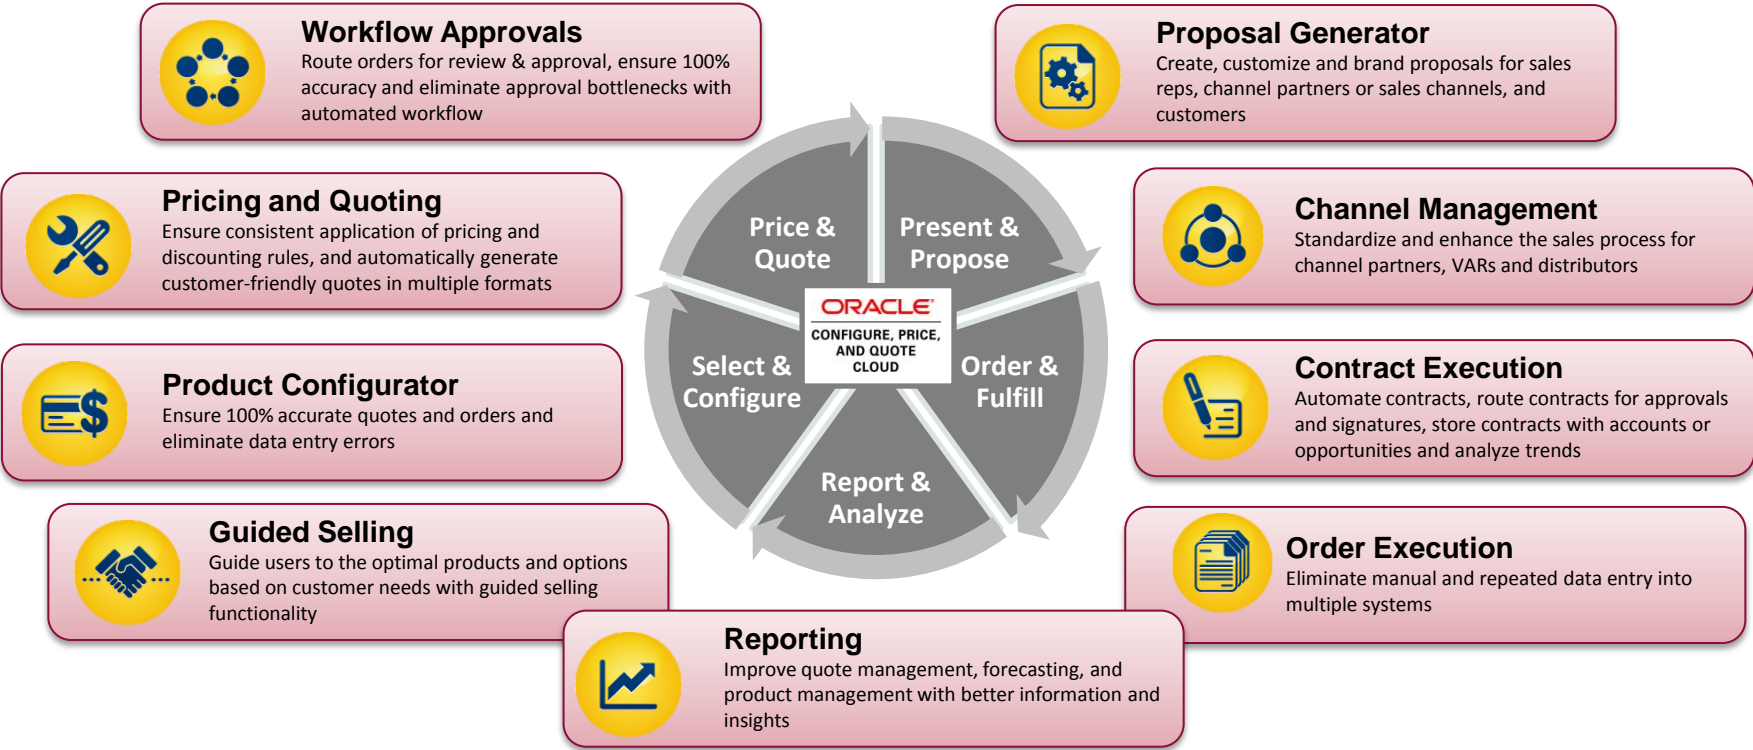 Workflow Approvals
Route orders for review & approval, ensure 100%
accuracy and eliminate approval bottlenecks with
automated workflow
Proposal Generator
Create, customize and brand proposals for sales
reps, channel partners or sales channels, and
customers
Pricing and Quoting
Ensure consistent application of pricing and
discounting rules, and automatically generate
customer-friendly quotes in multiple formats
Channel Management
Standardize and enhance the sales process for
channel partners, VARs and distributors
Price &
Quote
Present &
Propose
ORACLE®
CONFIGURE, PRICE,
AND QUOTE
CLOUD
Select &
Configure
Order &
Fulfill
Report &
Analyze
Product Configurator
Ensure 100% accurate quotes and orders and
eliminate data entry errors
Contract Execution
Automate contracts, route contracts for approvals
and signatures, store contracts with accounts or
opportunities and analyze trends
Guided Selling
Guide users to the optimal products and options
based on customer needs with guided selling
functionality
Order Execution
Eliminate manual and repeated data entry into
multiple systems
Reporting
Improve quote management, forecasting, and
product management with better information and
insights